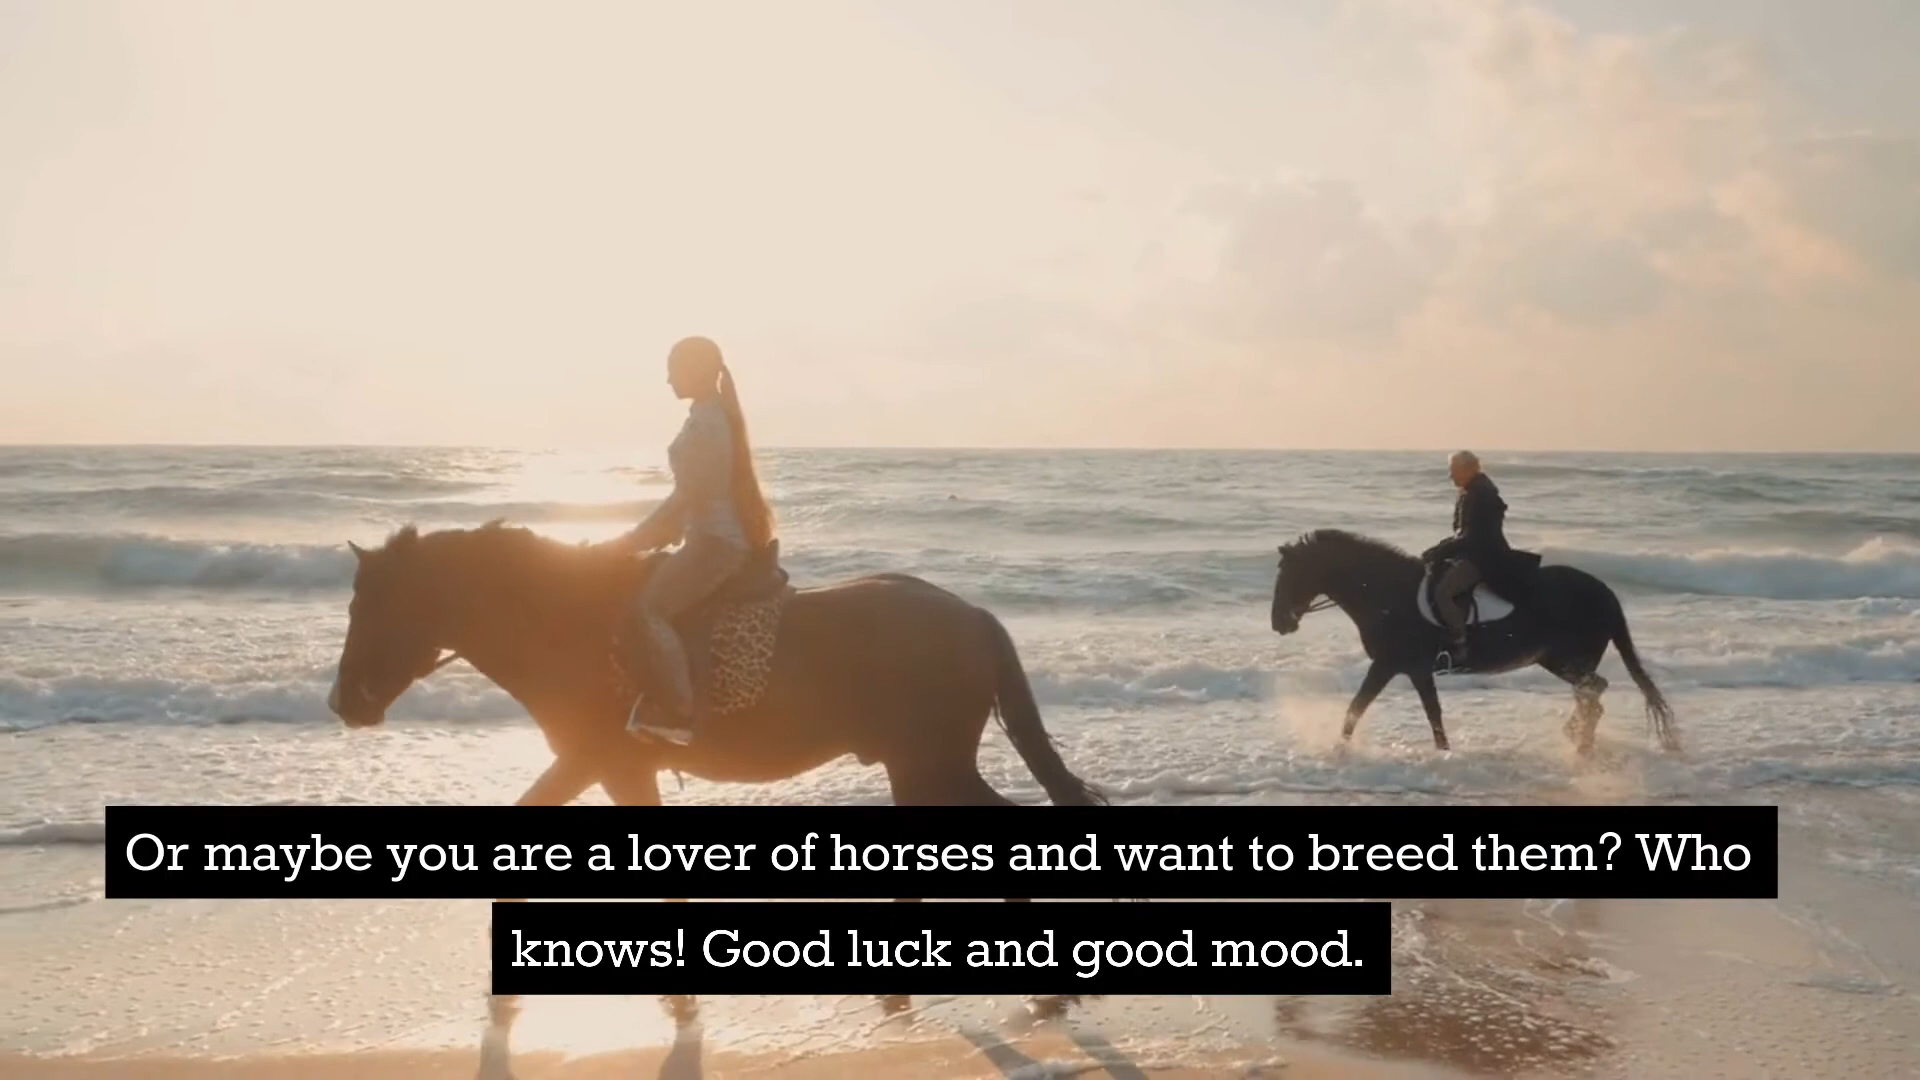 Or maybe you are a lover of horses and want to breed them? Who
knows! Good luck and good mood.